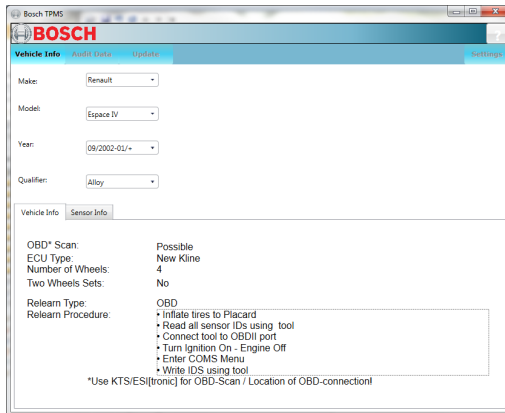 Bosch TPMS
BOSCH
?
Vehicle Info Audit Data Update Settings
Make: Renault
Model: Espace IV
Year: 09/2002-01/+
Qualifier: Alloy
Vehicle Info Sensor Info
OBD* Scan: Possible
ECU Type: New Kline
Number of Wheels: 4
Two Wheels Sets: No
Relearn Type: OBD
Relearn Procedure: • Inflate tires to Placard
• Read all sensor IDs using tool
• Connect tool to OBDII port
• Turn Ignition On - Engine Off
• Enter COMS Menu
• Write IDS using tool
*Use KTS/ESI[tronic] for OBD-Scan / Location of OBD-connection!